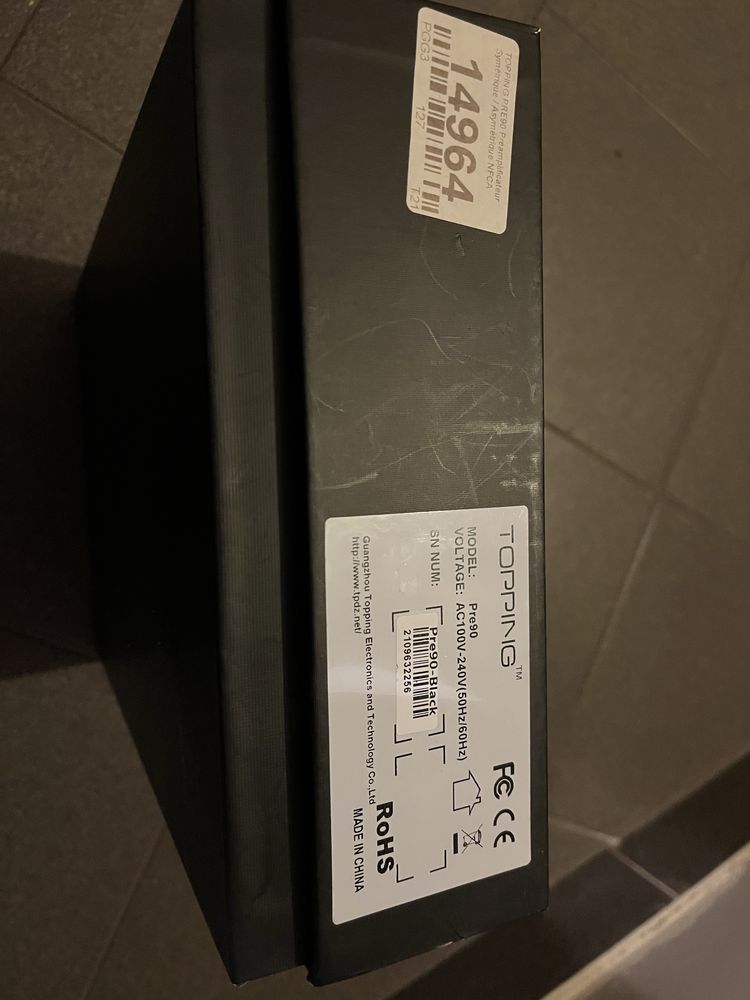 TOPPING PRE90 Préamplificateur
Symétrique / Asymétrique NFCA
14964
PGG3 127 T21
TOPPING™
MODEL: Pre90
VOLTAGE: AC100V-240V(50Hz/60Hz)
SN NUM:
Pre90-Black
2109632256
Guangzhou Topping Electronics and Technology Co.,Ltd
http://www.tpdz.net/
FC CE
RoHS
MADE IN CHINA